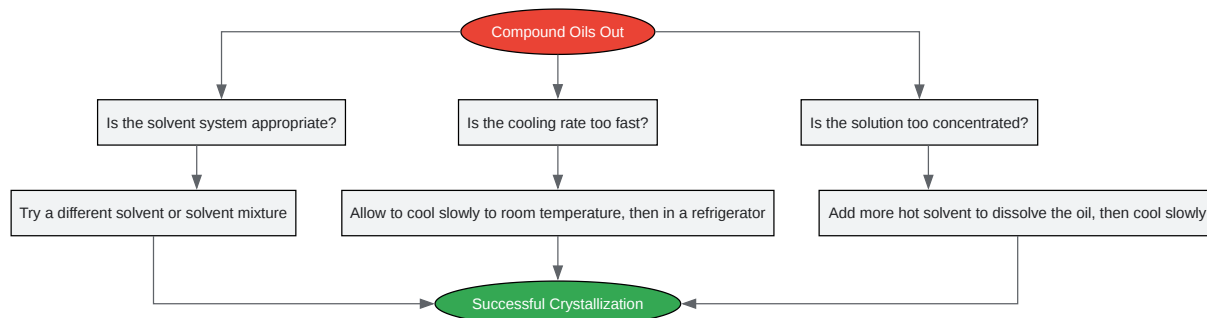 Compound Oils Out
Is the solvent system appropriate?
Is the cooling rate too fast?
Is the solution too concentrated?
Try a different solvent or solvent mixture
Allow to cool slowly to room temperature, then in a refrigerator
Add more hot solvent to dissolve the oil, then cool slowly
Successful Crystallization